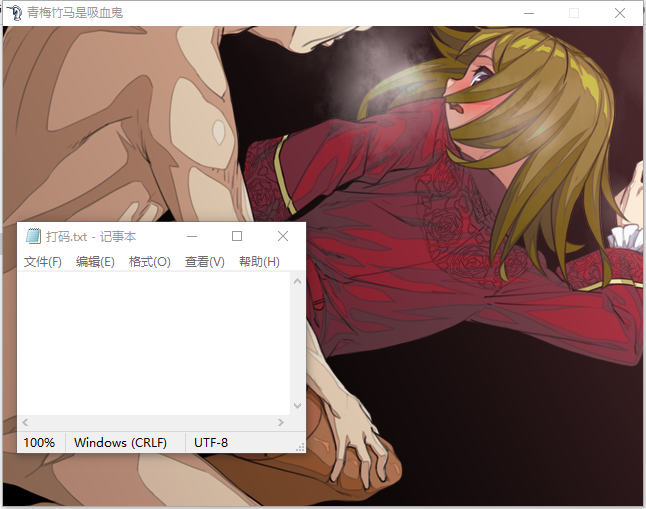 青梅竹马是吸血鬼
打码.txt - 记事本
文件(F) 编辑(E) 格式(O) 查看(V) 帮助(H)
100% Windows (CRLF) UTF-8